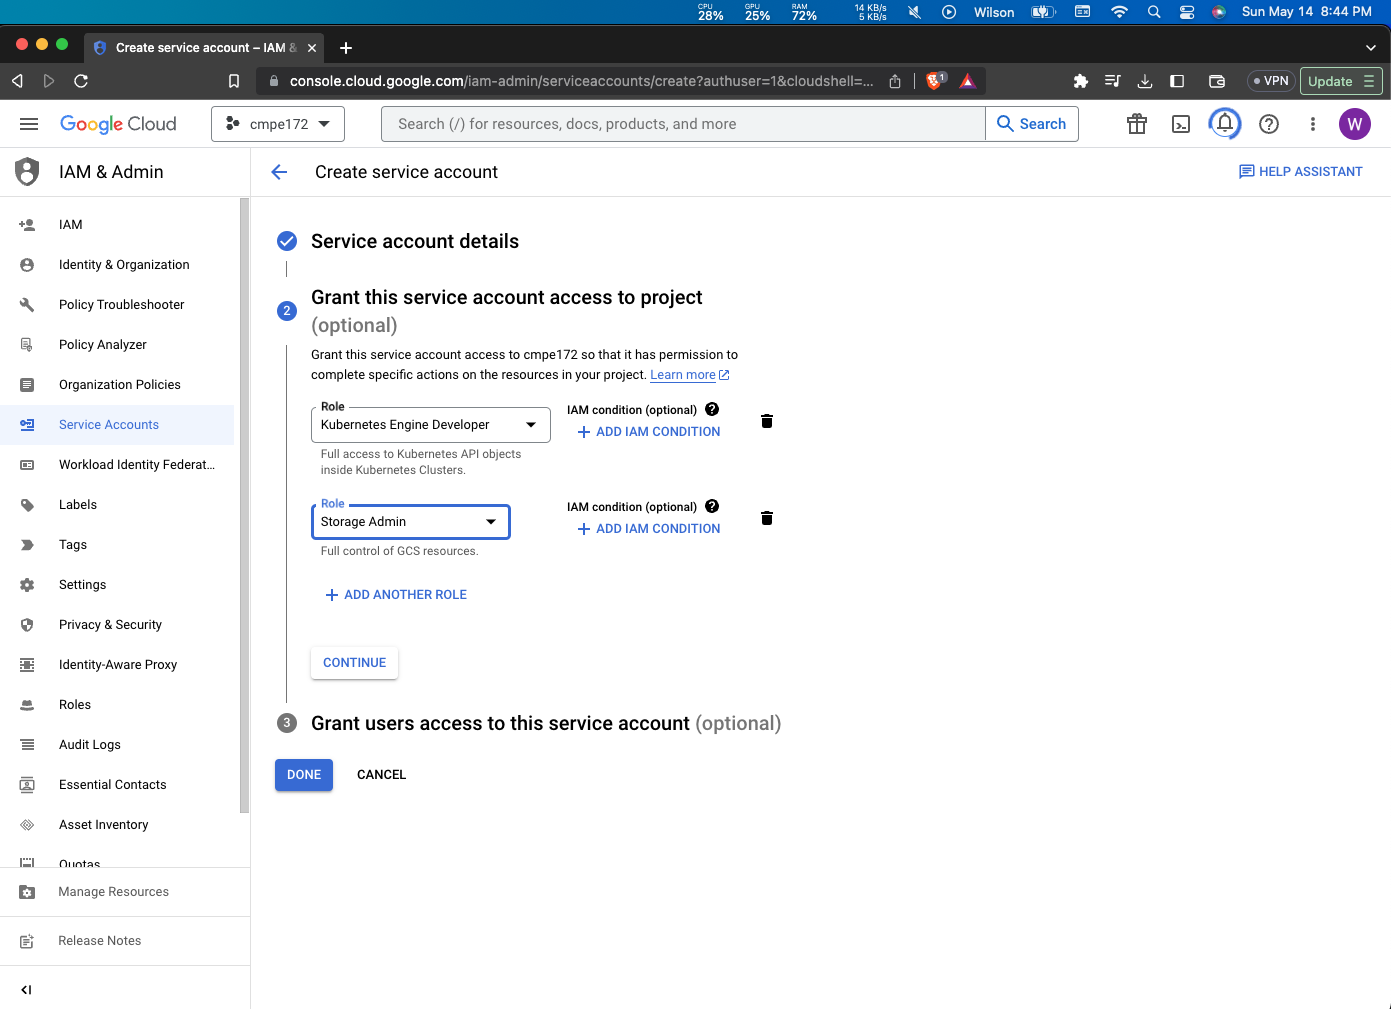 CPU 28% GPU 25% RAM 72% 14 KB/s 5 KB/s Wilson Sun May 14 8:44 PM
Create service account – IAM &
console.cloud.google.com/iam-admin/serviceaccounts/create?authuser=1&cloudshell=... 1 VPN Update
Google Cloud cmpe172 Search (/) for resources, docs, products, and more Search W
IAM & Admin
Create service account
HELP ASSISTANT
IAM
Identity & Organization
Policy Troubleshooter
Policy Analyzer
Organization Policies
Service Accounts
Workload Identity Federat...
Labels
Tags
Settings
Privacy & Security
Identity-Aware Proxy
Roles
Audit Logs
Essential Contacts
Asset Inventory
Quotas
Manage Resources
Release Notes
Service account details
2 Grant this service account access to project
(optional)
Grant this service account access to cmpe172 so that it has permission to
complete specific actions on the resources in your project. Learn more
Role
Kubernetes Engine Developer
Full access to Kubernetes API objects
inside Kubernetes Clusters.
IAM condition (optional)
ADD IAM CONDITION
Role
Storage Admin
Full control of GCS resources.
IAM condition (optional)
ADD IAM CONDITION
ADD ANOTHER ROLE
CONTINUE
3 Grant users access to this service account (optional)
DONE CANCEL